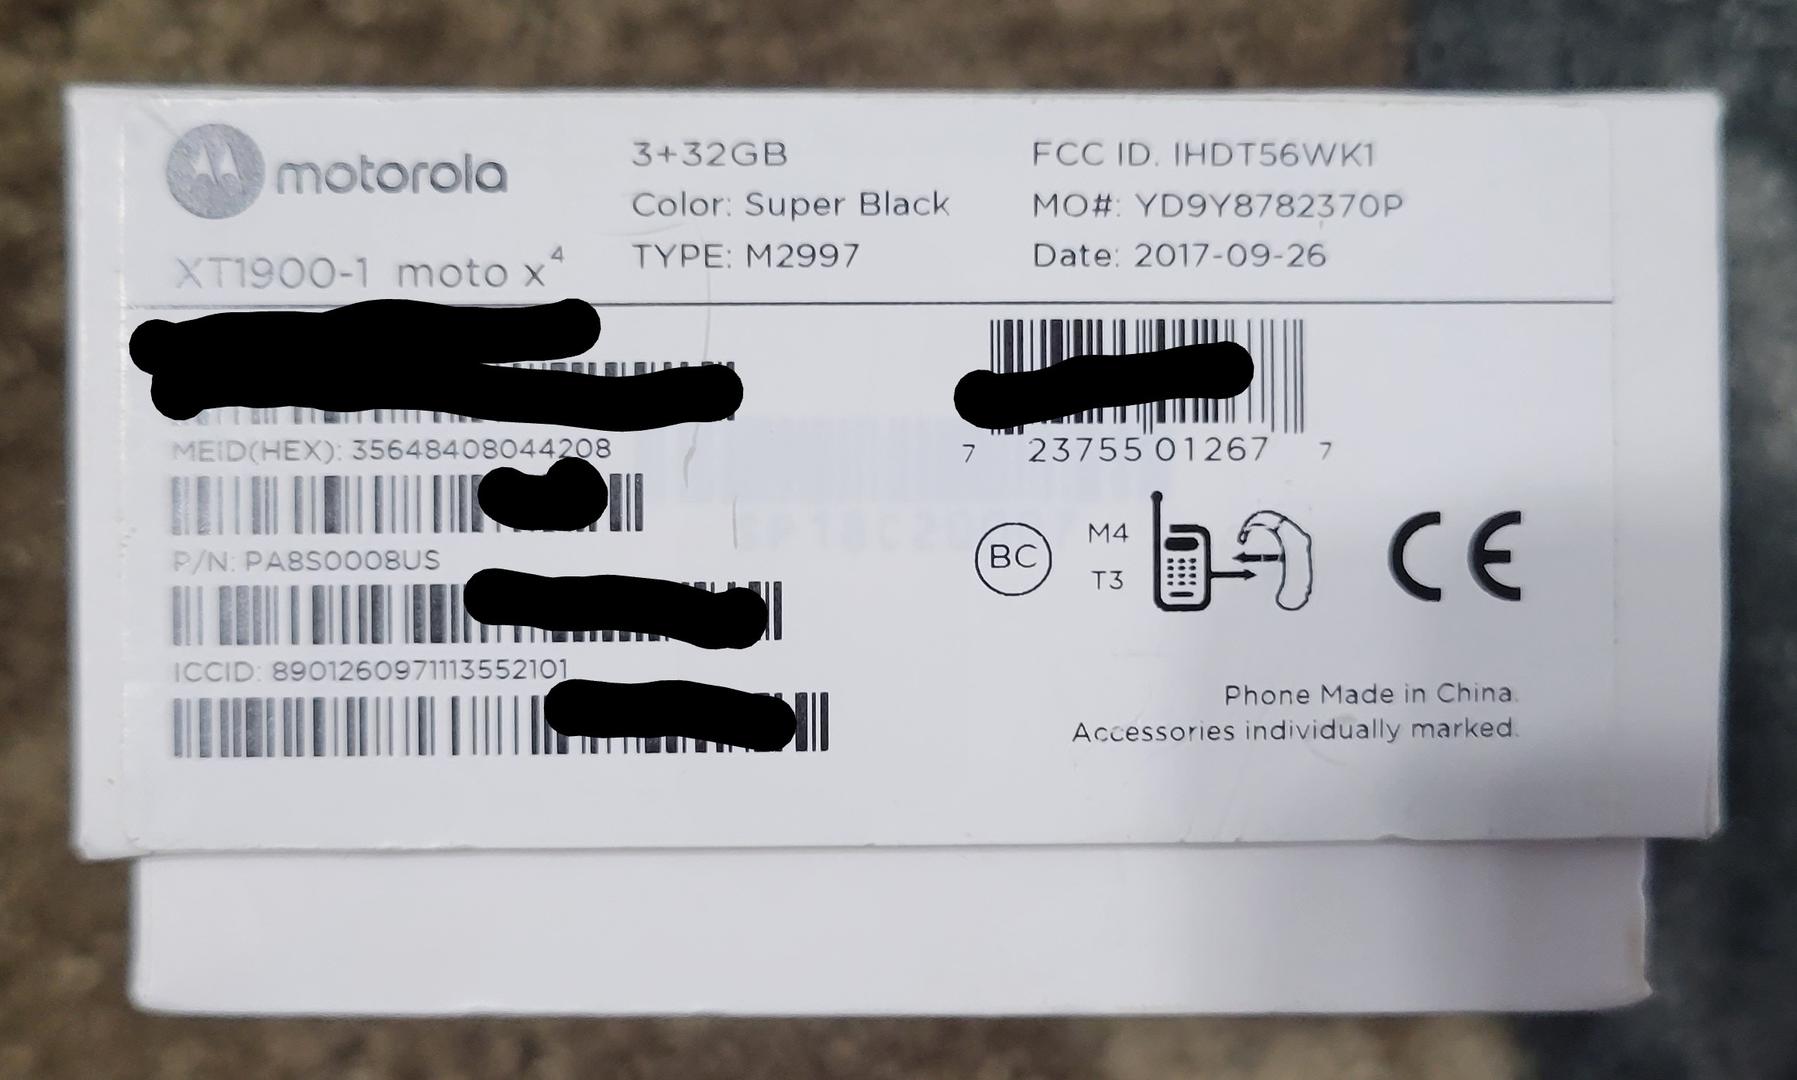 motorola
XT1900-1 moto x⁴
3+32GB
Color: Super Black
TYPE: M2997
FCC ID. IHDT56WK1
MO#: YD9Y8782370P
Date: 2017-09-26
MEID(HEX): 35648408044208
P/N: PA8S0008US
ICCID: 8901260971113552101
7 23755 01267 7
BC
M4
T3
CE
Phone Made in China.
Accessories individually marked.